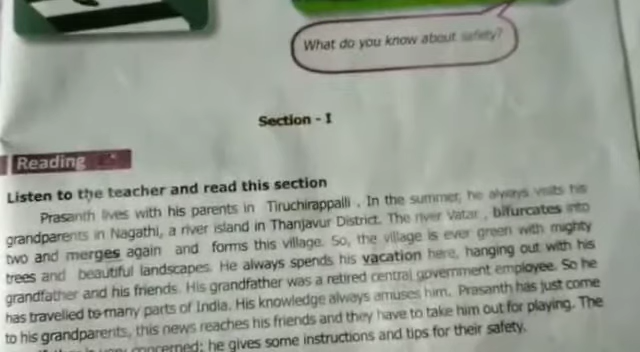 What do you know about safety?
Section - I
Reading
Listen to the teacher and read this section
Prasanth lives with his parents in Tiruchirappalli . In the summer, he always visits his
grandparents in Nagathi, a river island in Thanjavur District. The river Vatar , bifurcates into
two and merges again and forms this village. So, the village is ever green with mighty
trees and beautiful landscapes. He always spends his vacation here, hanging out with his
grandfather and his friends. His grandfather was a retired central government employee. So he
has travelled to many parts of India. His knowledge always amuses him. Prasanth has just come
to his grandparents, this news reaches his friends and they have to take him out for playing. The
concerned; he gives some instructions and tips for their safety.